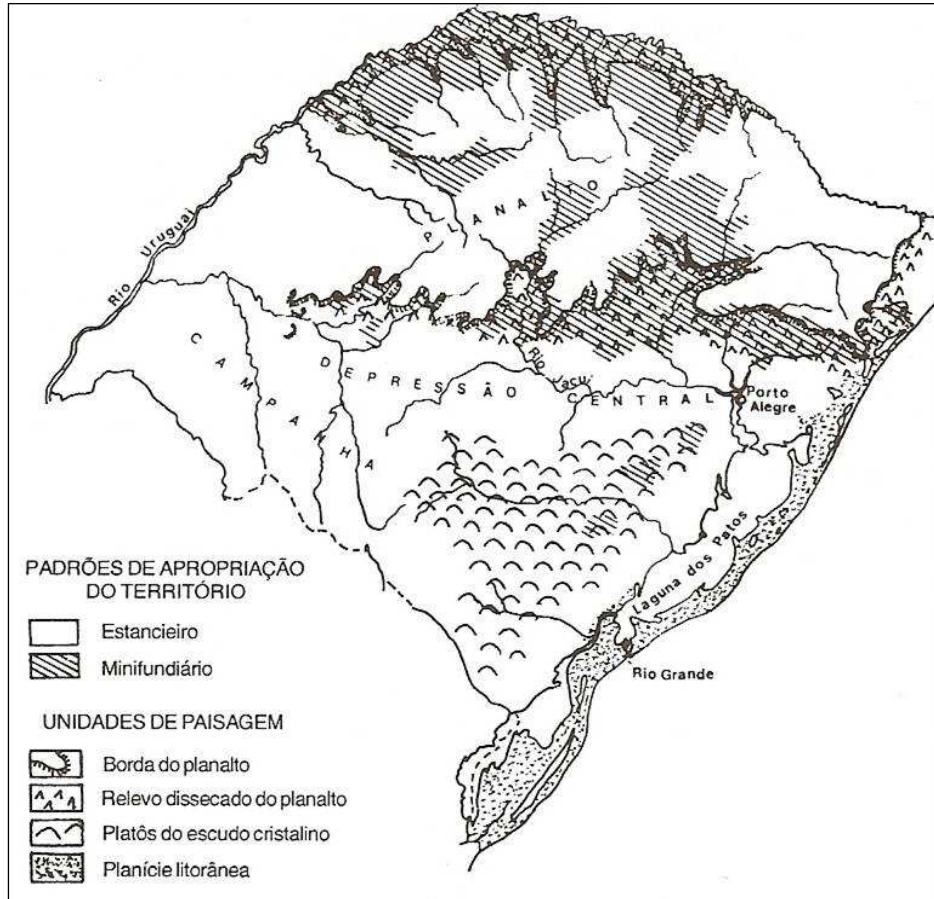 Rio Uruguai
PLANALTO
CAMPANHA
DEPRESSÃO CENTRAL
Rio Jacuí
Porto
Alegre
Laguna dos Patos
Rio Grande
PADRÕES DE APROPRIAÇÃO
DO TERRITÓRIO
Estancieiro
Minifundiário
UNIDADES DE PAISAGEM
Borda do planalto
Relevo dissecado do planalto
Platôs do escudo cristalino
Planície litorânea